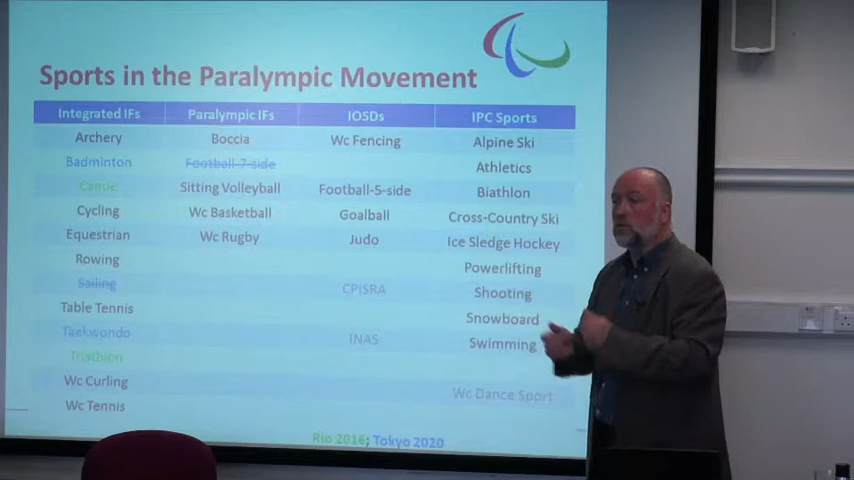 Sports in the Paralympic Movement
Integrated IFs Paralympic IFs IOSDs IPC Sports
Archery Boccia Wc Fencing Alpine Ski
Badminton Football-7-side Athletics
Canoe Sitting Volleyball Football-5-side Biathlon
Cycling Wc Basketball Goalball Cross-Country Ski
Equestrian Wc Rugby Judo Ice Sledge Hockey
Rowing Powerlifting
Sailing CPISRA Shooting
Table Tennis Snowboard
Taekwondo INAS Swimming
Triathlon
Wc Curling Wc Dance Sport
Wc Tennis
Rio 2016; Tokyo 2020